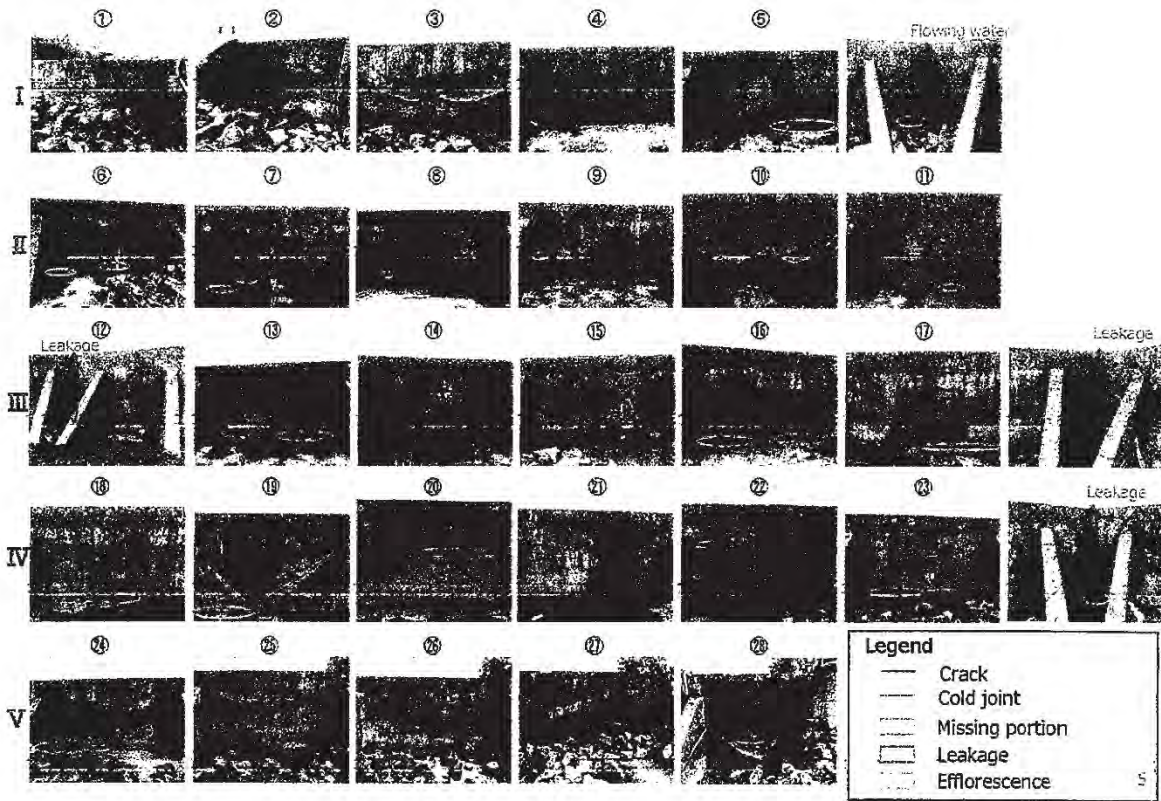 ① ② ③ ④ ⑤
Flowing water
I
⑥ ⑦ ⑧ ⑨ ⑩ ⑪
II
⑫ ⑬ ⑭ ⑮ ⑯ ⑰
Leakage Leakage
III
⑱ ⑲ ⑳ ㉑ ㉒ ㉓
Leakage
IV
㉔ ㉕ ㉖ ㉗ ㉘
V
Legend
Crack
Cold joint
Missing portion
Leakage
Efflorescence
5